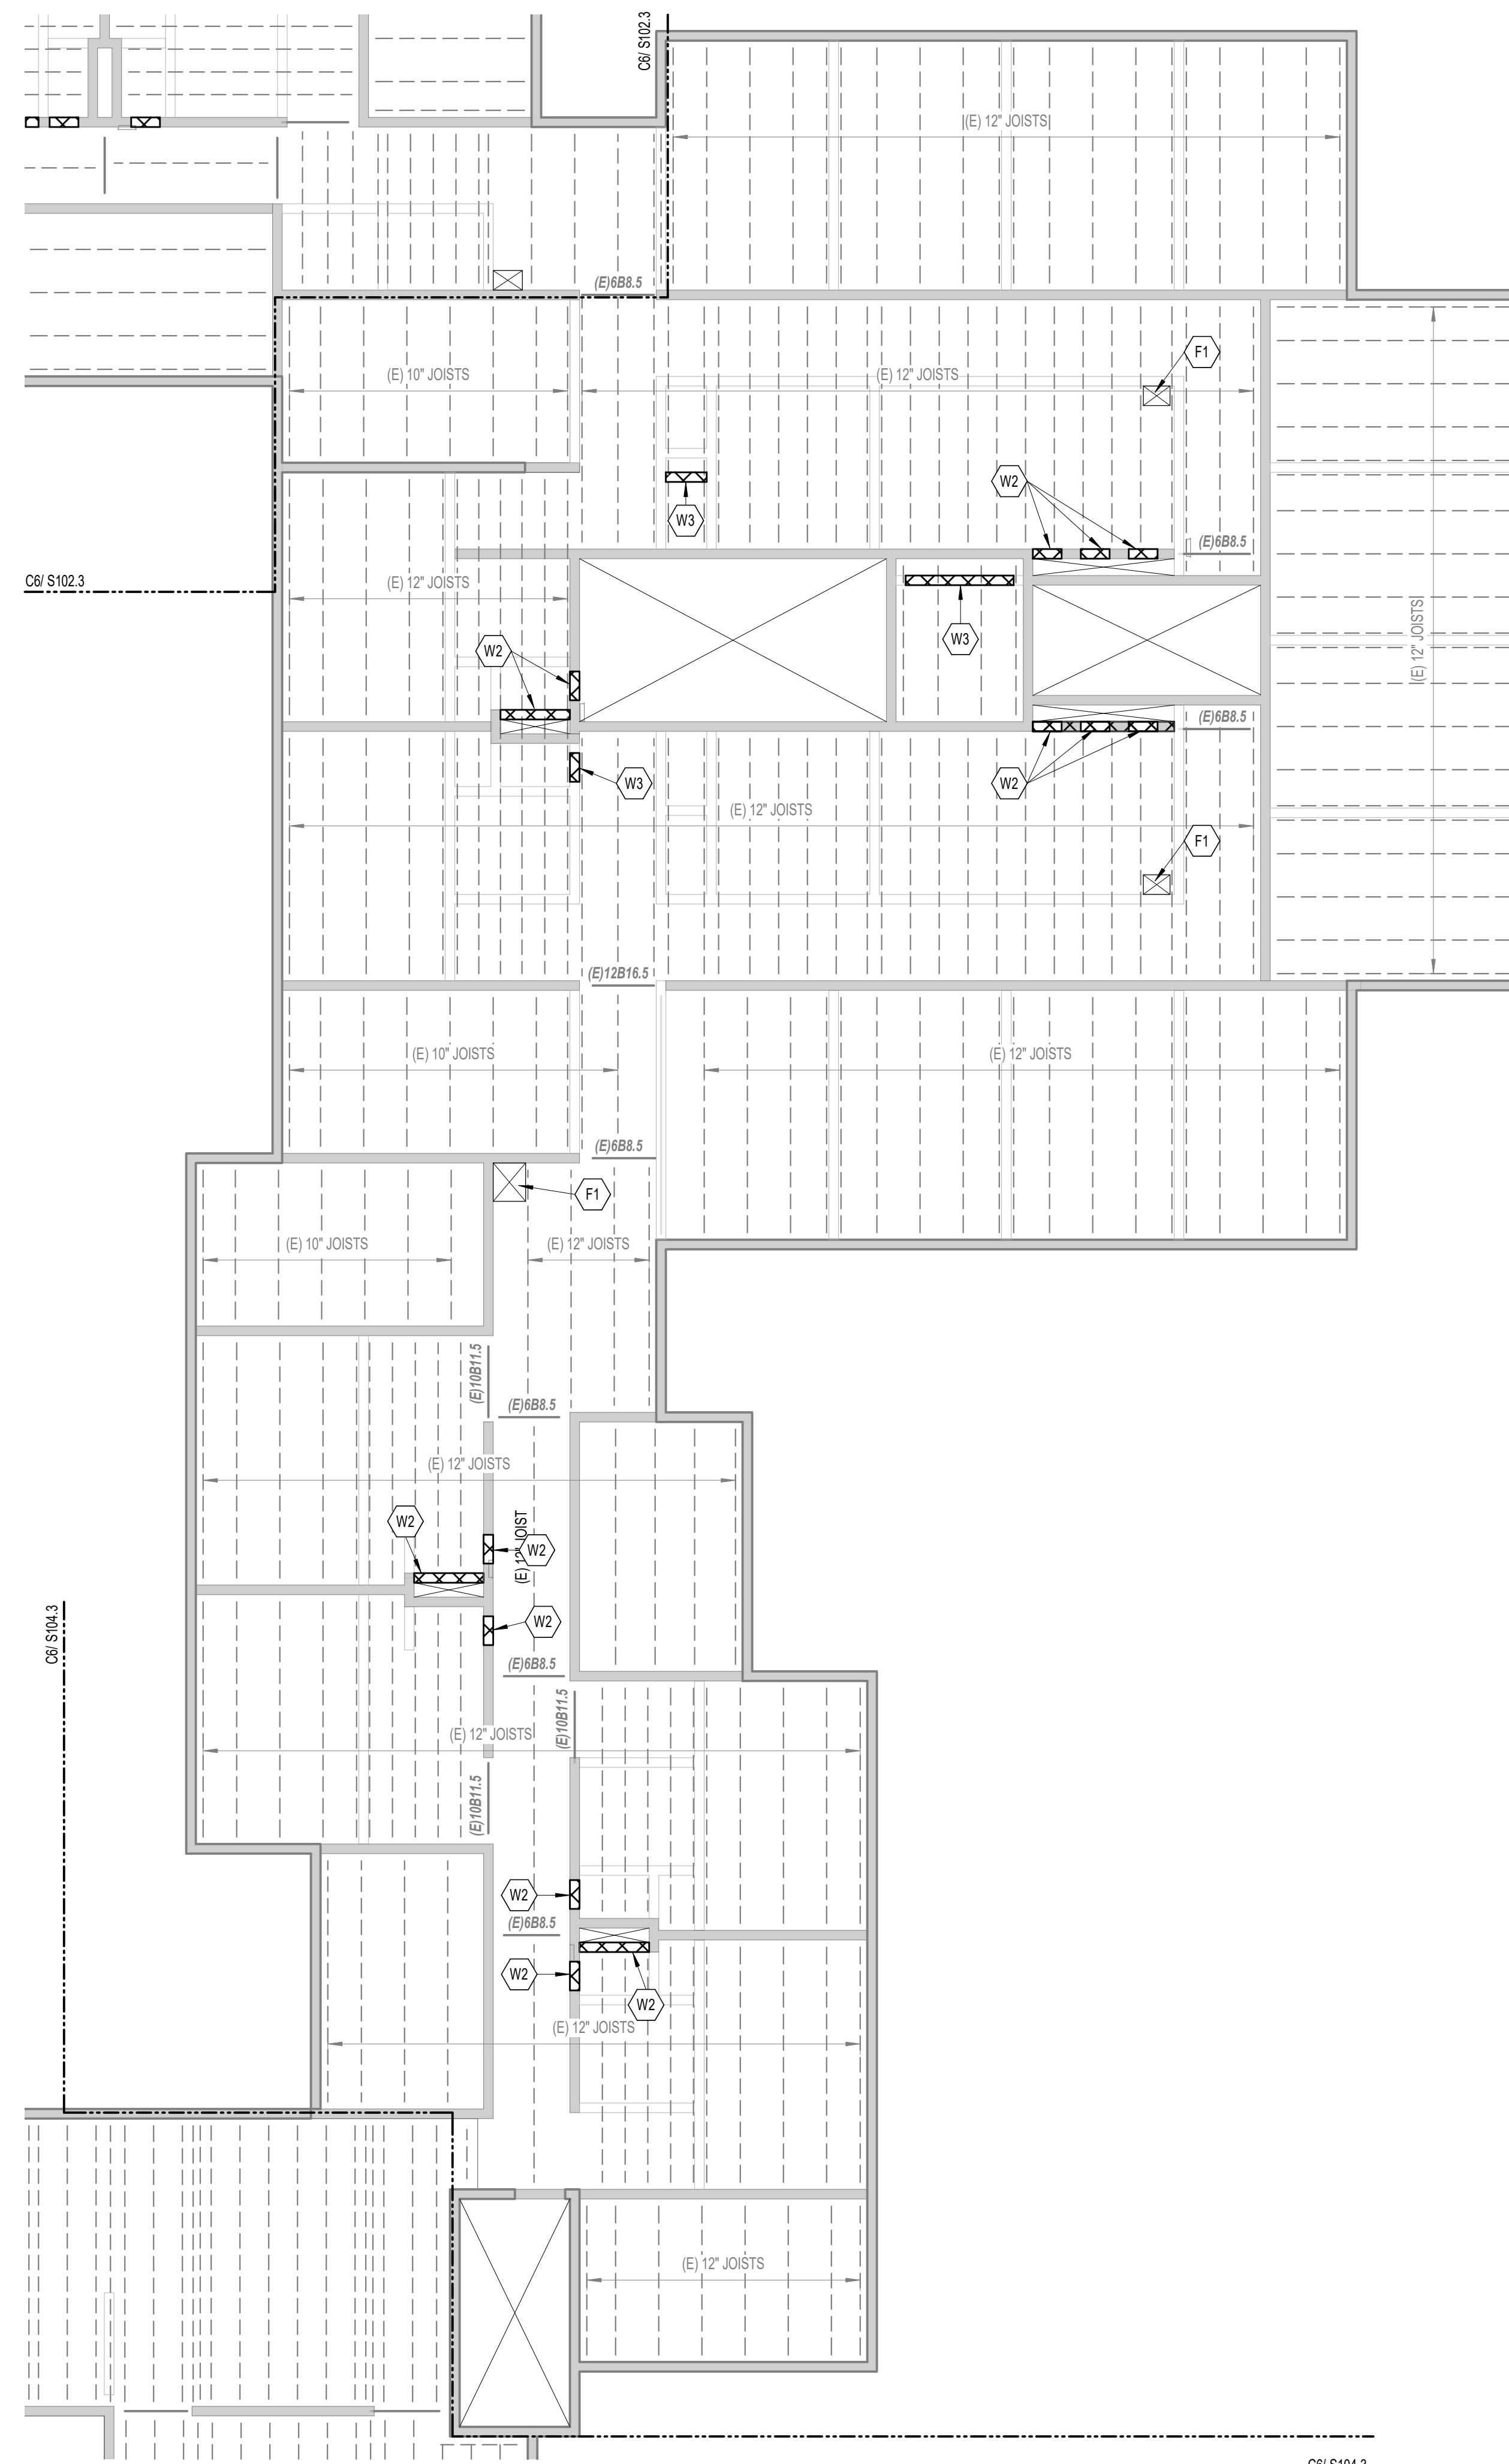 C6/ S102.3
(E) 12" JOISTS
(E)6B8.5
F1
(E) 10" JOISTS
(E) 12" JOISTS
W2
W3
(E)6B8.5
C6/ S102.3
(E) 12" JOISTS
(E) 12" JOISTS
W3
W2
(E)6B8.5
W3
W2
(E) 12" JOISTS
F1
(E)12B16.5
(E) 10" JOISTS
(E) 12" JOISTS
(E)6B8.5
F1
(E) 10" JOISTS
(E) 12" JOISTS
(E)10B11.5
(E)6B8.5
(E) 12" JOISTS
W2
(E) 12" JOIST
W2
W2
C6/ S104.3
(E)6B8.5
(E)10B11.5
(E) 12" JOISTS
(E)10B11.5
W2
(E)6B8.5
W2
W2
(E) 12" JOISTS
(E) 12" JOISTS
C6/ S104.3